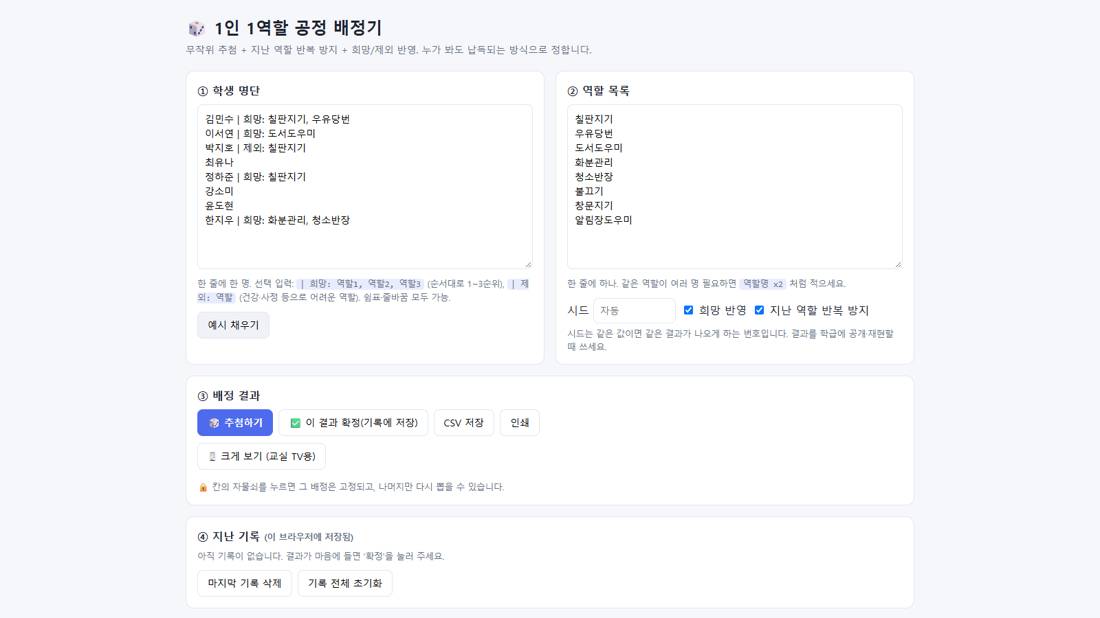 🎲 1인 1역할 공정 배정기
무작위 추첨 + 지난 역할 반복 방지 + 희망/제외 반영. 누가 봐도 납득되는 방식으로 정합니다.
① 학생 명단
김민수 | 희망: 칠판지기, 우유당번
이서연 | 희망: 도서도우미
박지호 | 제외: 칠판지기
최유나
정하준 | 희망: 칠판지기
강소미
윤도현
한지우 | 희망: 화분관리, 청소반장
한 줄에 한 명. 선택 입력: | 희망: 역할1, 역할2, 역할3 (순서대로 1~3순위), | 제
외: 역할 (건강·사정 등으로 어려운 역할). 쉼표·줄바꿈 모두 가능.
예시 채우기
② 역할 목록
칠판지기
우유당번
도서도우미
화분관리
청소반장
불끄기
창문지기
알림장도우미
한 줄에 하나. 같은 역할이 여러 명 필요하면 역할명 x2 처럼 적으세요.
시드 자동 희망 반영 지난 역할 반복 방지
시드는 같은 값이면 같은 결과가 나오게 하는 번호입니다. 결과를 학급에 공개·재현할
때 쓰세요.
③ 배정 결과
🎲 추첨하기 ✅ 이 결과 확정(기록에 저장) CSV 저장 인쇄
크게 보기 (교실 TV용)
🔒 칸의 자물쇠를 누르면 그 배정은 고정되고, 나머지만 다시 뽑을 수 있습니다.
④ 지난 기록 (이 브라우저에 저장됨)
아직 기록이 없습니다. 결과가 마음에 들면 '확정'을 눌러 주세요.
마지막 기록 삭제 기록 전체 초기화